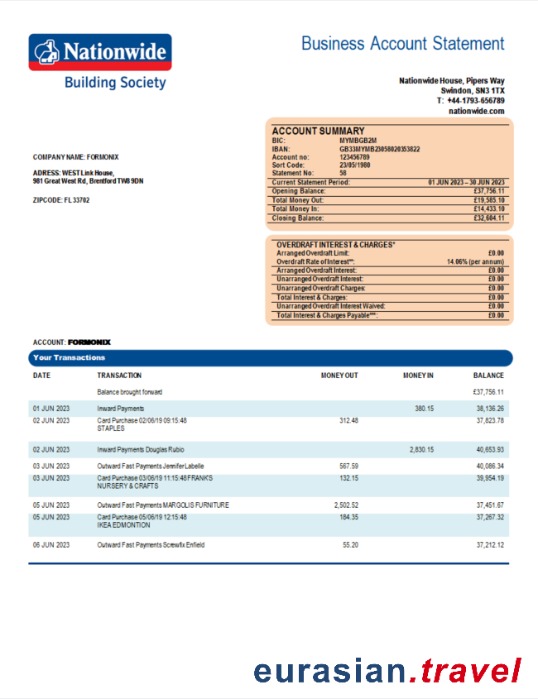 Nationwide
Building Society
Business Account Statement
Nationwide House, Pipers Way
Swindon, SN3 1TX
T: +44-1793-656789
nationwide.com
COMPANY NAME: FORMONIX
ADRESS: WEST Link House,
981 Great West Rd, Brentford TW8 9DN
ZIPCODE: FL 33702
ACCOUNT SUMMARY
BIC: MYMBGB2M
IBAN: GB33MYMB23058020353822
Account no: 123456789
Sort Code: 23/05/1980
Statement No: 58
Current Statement Period: 01 JUN 2023 – 30 JUN 2023
Opening Balance: £37,756.11
Total Money Out: £19,585.10
Total Money In: £14,433.10
Closing Balance: £32,604.11
OVERDRAFT INTEREST & CHARGES*
Arranged Overdraft Limit: £0.00
Overdraft Rate of Interest**: 14.06% (per annum)
Arranged Overdraft Interest: £0.00
Unarranged Overdraft Interest: £0.00
Unarranged Overdraft Charges: £0.00
Total Interest & Charges: £0.00
Unarranged Overdraft Interest Waived: £0.00
Total Interest & Charges Payable***: £0.00
ACCOUNT: FORMONIX
Your Transactions
DATE TRANSACTION MONEY OUT MONEY IN BALANCE
Balance brought forward £37,756.11
01 JUN 2023 Inward Payments 380.15 38,136.26
02 JUN 2023 Card Purchase 02/06/19 09:15:48 312.48 37,823.78
STAPLES
02 JUN 2023 Inward Payments Douglas Rubio 2,830.15 40,653.93
03 JUN 2023 Outward Fast Payments Jennifer Labelle 567.59 40,086.34
03 JUN 2023 Card Purchase 03/06/19 11:15:48 FRANKS 132.15 39,954.19
NURSERY & CRAFTS
05 JUN 2023 Outward Fast Payments MARGOLIS FURNITURE 2,502.52 37,451.67
05 JUN 2023 Card Purchase 05/06/19 12:15:48 184.35 37,267.32
IKEA EDMONTION
06 JUN 2023 Outward Fast Payments Screwfix Enfield 55.20 37,212.12
eurasian.travel